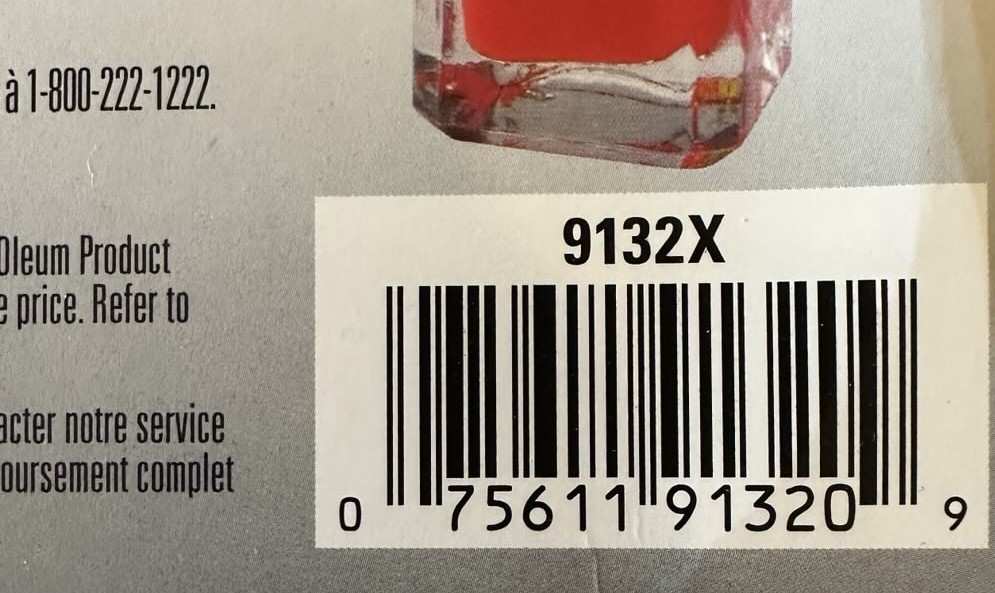 à 1-800-222-1222.
Oleum Product
e price. Refer to
acter notre service
oursement complet
9132X
0 75611 91320 9